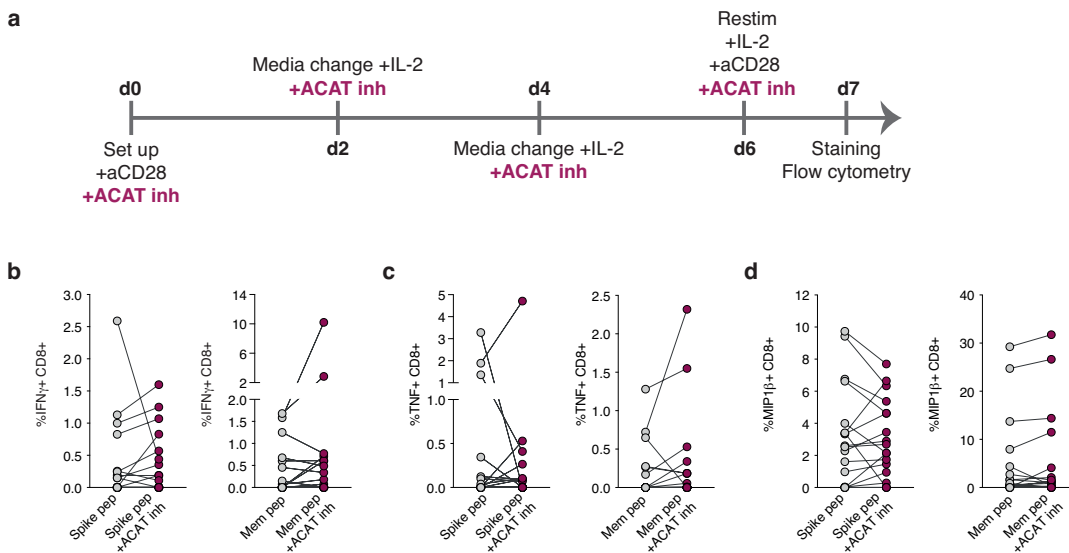 a
Restim
+IL-2
+aCD28
+ACAT inh
Media change +IL-2
+ACAT inh
d0
d4
d7
Set up
+aCD28
+ACAT inh
d2
Media change +IL-2
+ACAT inh
d6
Staining
Flow cytometry
b
%IFNγ+ CD8+
3.0
2.5
2.0
1.5
1.0
0.5
0.0
Spike pep
Spike pep
+ACAT inh
%IFNγ+ CD8+
14
10
6
2
2.0
1.5
1.0
0.5
0.0
Mem pep
Mem pep
+ACAT inh
c
%TNF+ CD8+
5
4
3
2
1
1.0
0.5
0.0
Spike pep
Spike pep
+ACAT inh
%TNF+ CD8+
2.5
2.0
1.5
1.0
0.5
0.0
Mem pep
Mem pep
+ACAT inh
d
%MIP1β+ CD8+
12
10
8
6
4
2
0
Spike pep
Spike pep
+ACAT inh
%MIP1β+ CD8+
40
30
20
10
0
Mem pep
Mem pep
+ACAT inh